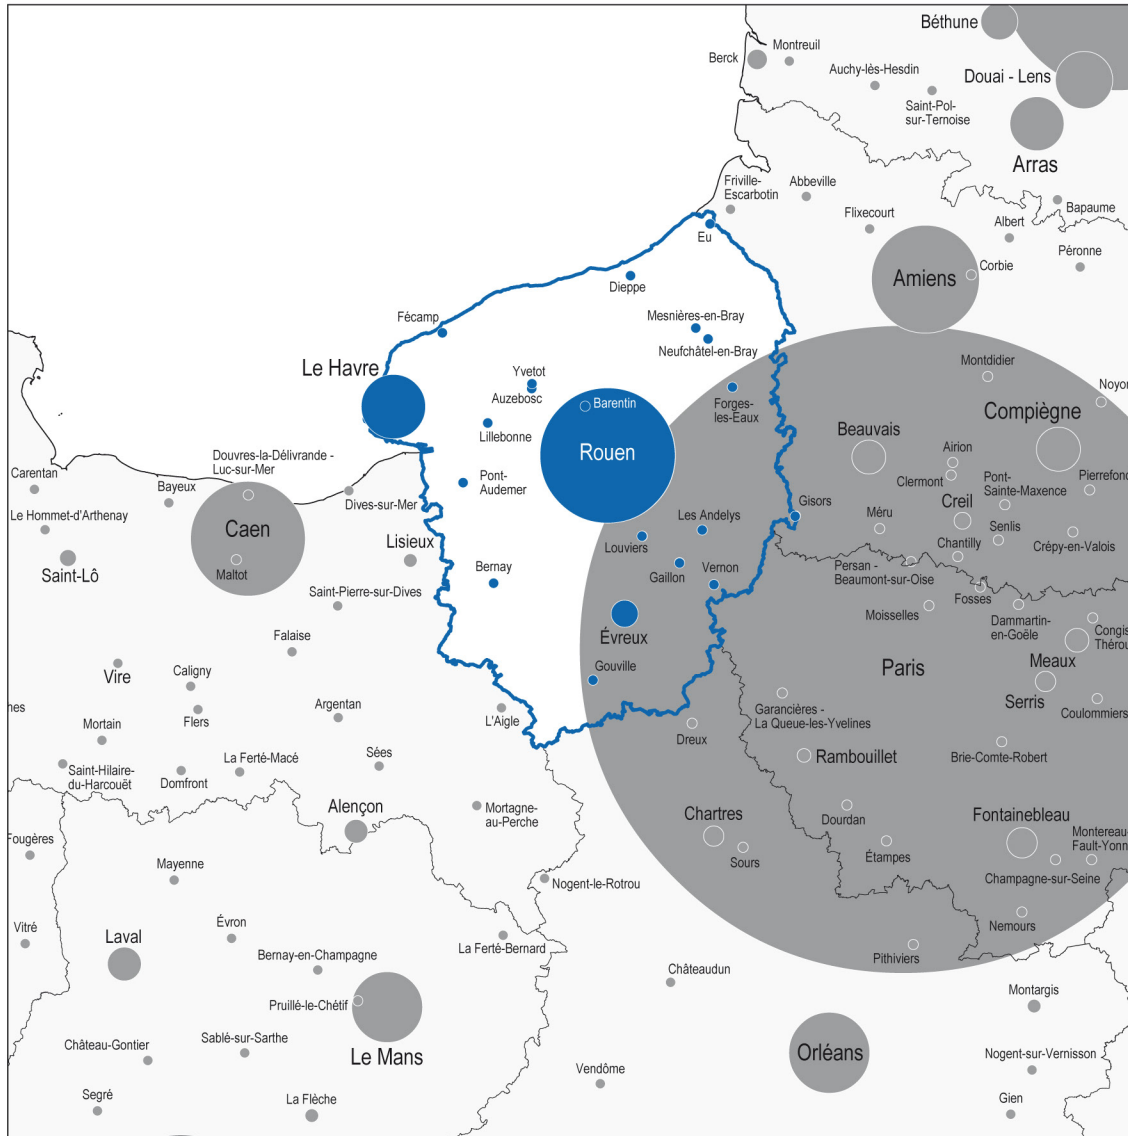 Béthune
Montreuil
Berck
Auchy-lès-Hesdin
Douai - Lens
Saint-Pol-
sur-Ternoise
Arras
Friville-
Escarbotin
Abbeville
Bapaume
Flixecourt
Albert
Eu
Péronne
Corbie
Amiens
Dieppe
Fécamp
Mesnières-en-Bray
Neufchâtel-en-Bray
Montdidier
Le Havre
Yvetot
Auzebosc
Noyon
Barentin
Forges-
les-Eaux
Compiègne
Beauvais
Lillebonne
Rouen
Airion
Douvres-la-Délivrande -
Luc-sur-Mer
Clermont
Pont-
Sainte-Maxence
Pierrefond
Carentan
Pont-
Audemer
Bayeux
Dives-sur-Mer
Gisors
Creil
Le Hommet-d'Arthenay
Caen
Les Andelys
Méru
Senlis
Lisieux
Louviers
Chantilly
Crépy-en-Valois
Saint-Lô
Maltot
Bernay
Gaillon
Vernon
Persan -
Beaumont-sur-Oise
Saint-Pierre-sur-Dives
Fosses
Moisselles
Dammartin-
en-Goële
Congis
Thérou
Falaise
Évreux
Vire
Caligny
Gouville
Paris
Meaux
Serris
nes
Argentan
L'Aigle
Garancières -
La Queue-les-Yvelines
Coulommiers
Mortain
Flers
Dreux
Saint-Hilaire-
du-Harcouët
Domfront
La Ferté-Macé
Sées
Rambouillet
Brie-Comte-Robert
Alençon
Mortagne-
au-Perche
Chartres
Dourdan
Fontainebleau
Fougères
Sours
Étampes
Montereau-
Fault-Yonn
Mayenne
Champagne-sur-Seine
Nogent-le-Rotrou
Vitré
Évron
Nemours
Laval
La Ferté-Bernard
Bernay-en-Champagne
Pithiviers
Châteaudun
Pruillé-le-Chétif
Montargis
Château-Gontier
Sablé-sur-Sarthe
Le Mans
Orléans
Nogent-sur-Vernisson
Vendôme
Segré
La Flèche
Gien